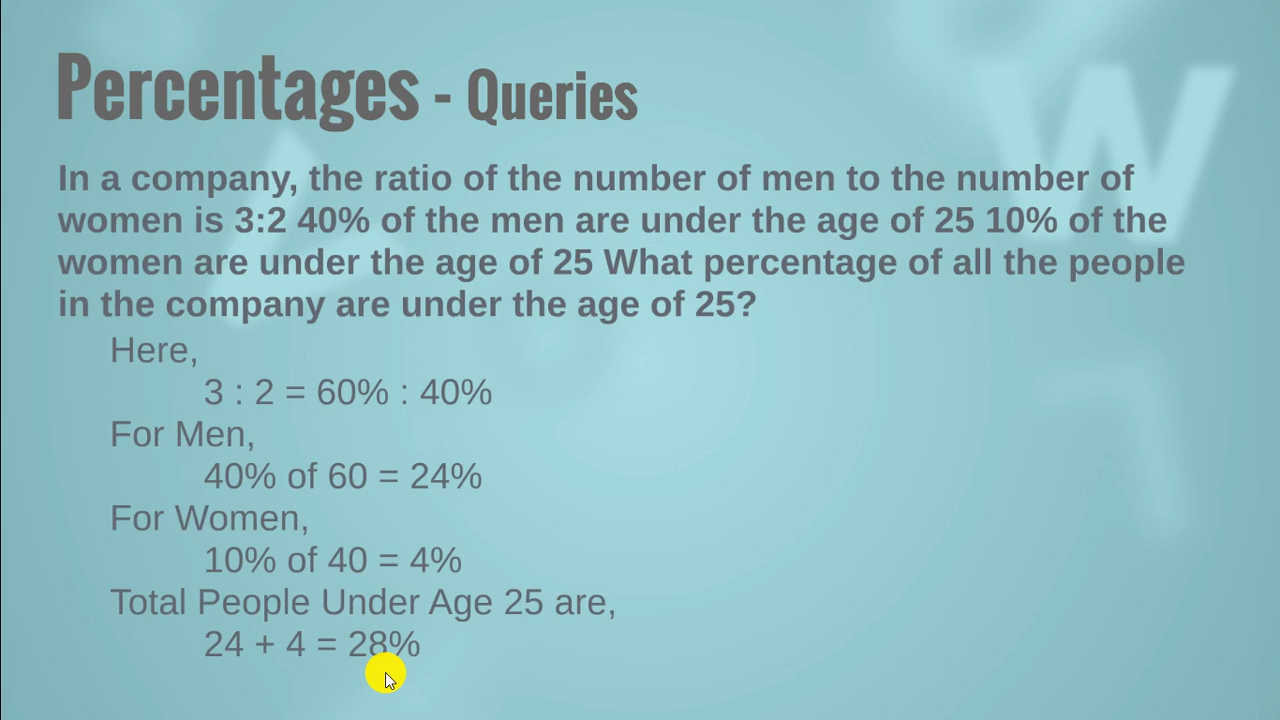 Percentages - Queries
In a company, the ratio of the number of men to the number of
women is 3:2 40% of the men are under the age of 25 10% of the
women are under the age of 25 What percentage of all the people
in the company are under the age of 25?
Here,
3 : 2 = 60% : 40%
For Men,
40% of 60 = 24%
For Women,
10% of 40 = 4%
Total People Under Age 25 are,
24 + 4 = 28%